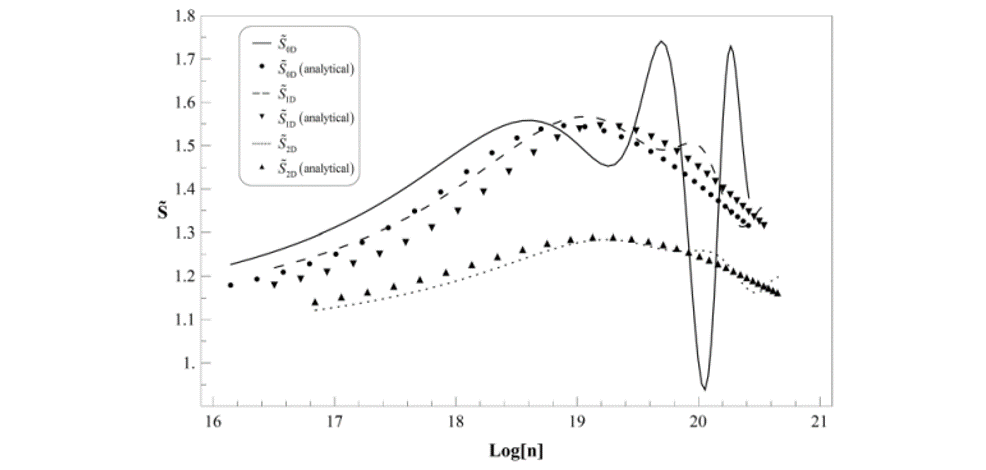 1.8
1.7
1.6
1.5
1.4
1.3
1.2
1.1
1.
S̃
S̃0D
S̃0D (analytical)
S̃1D
S̃1D (analytical)
S̃2D
S̃2D (analytical)
16 17 18 19 20 21
Log[n]